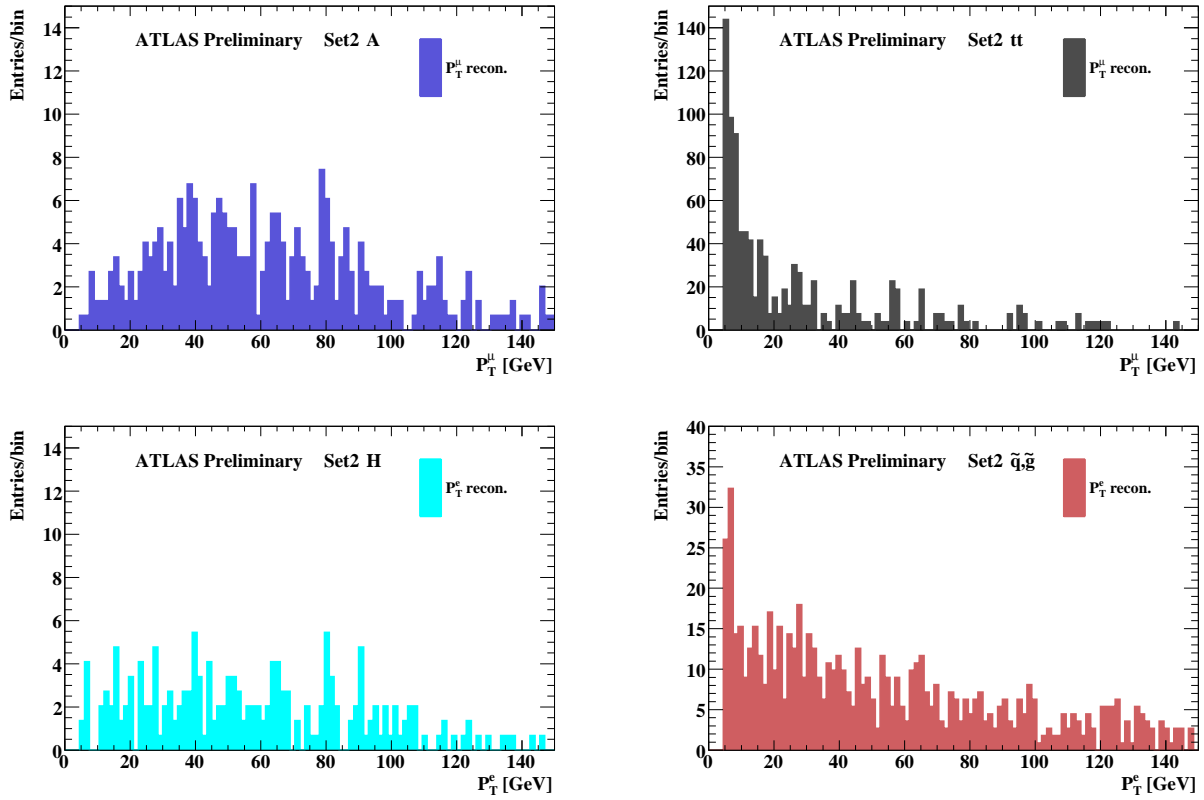 Entries/bin
14
12
10
8
6
4
2
0
ATLAS Preliminary Set2 A
P_T^μ recon.
0 20 40 60 80 100 120 140
P_T^μ [GeV]
Entries/bin
140
120
100
80
60
40
20
0
ATLAS Preliminary Set2 tt
P_T^μ recon.
0 20 40 60 80 100 120 140
P_T^μ [GeV]
Entries/bin
14
12
10
8
6
4
2
0
ATLAS Preliminary Set2 H
P_T^e recon.
0 20 40 60 80 100 120 140
P_T^e [GeV]
Entries/bin
40
35
30
25
20
15
10
5
0
ATLAS Preliminary Set2 q̃,g̃
P_T^e recon.
0 20 40 60 80 100 120 140
P_T^e [GeV]